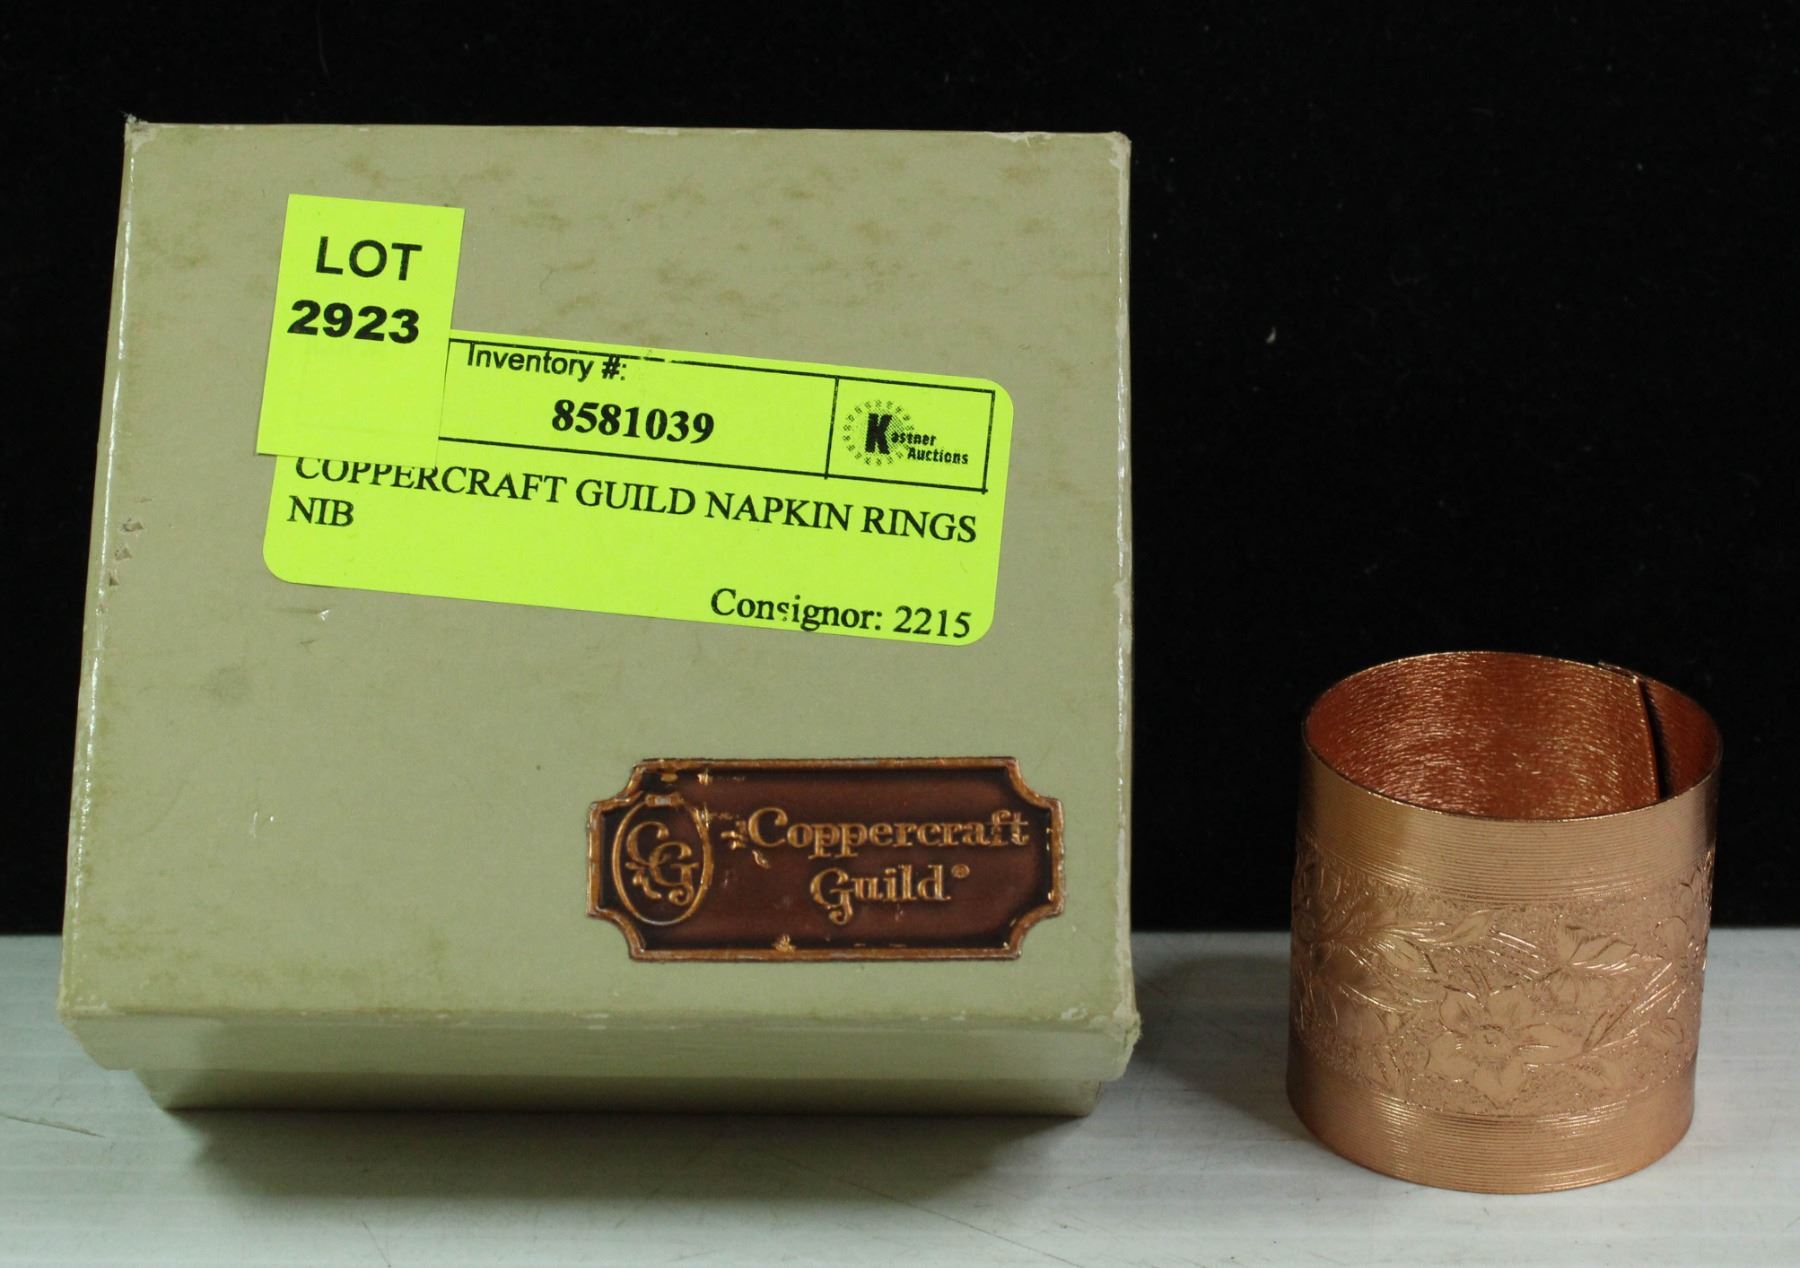 LOT
2923
Inventory #:
8581039
Kastner
Auctions
COPPERCRAFT GUILD NAPKIN RINGS
NIB
Consignor: 2215
CG
Coppercraft
Guild®